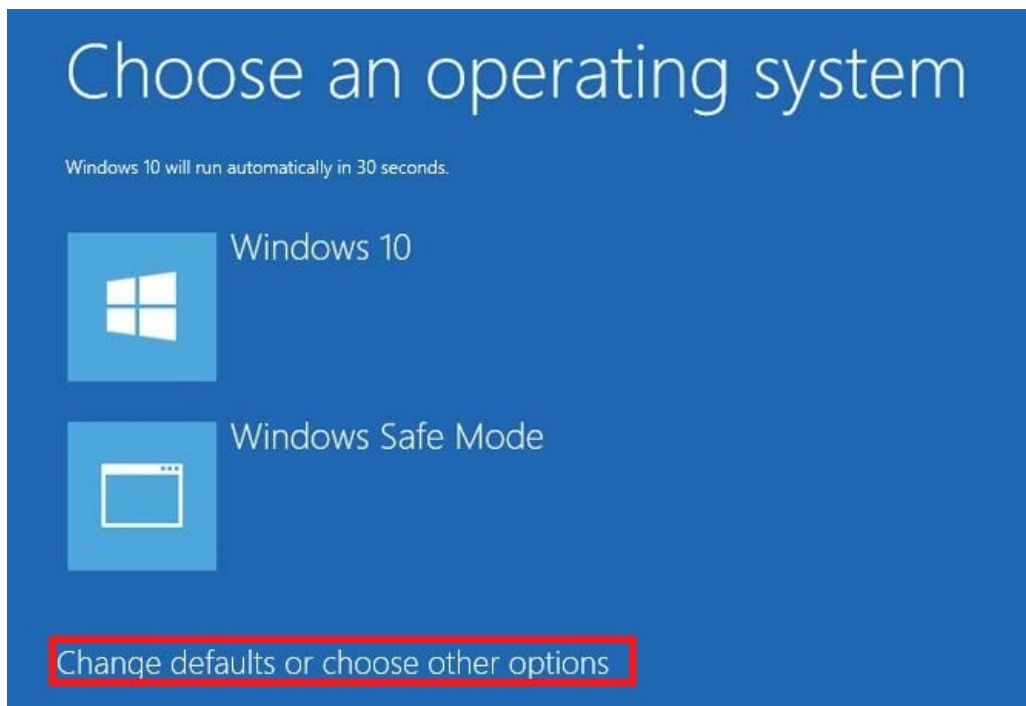 Choose an operating system
Windows 10 will run automatically in 30 seconds.
Windows 10
Windows Safe Mode
Change defaults or choose other options